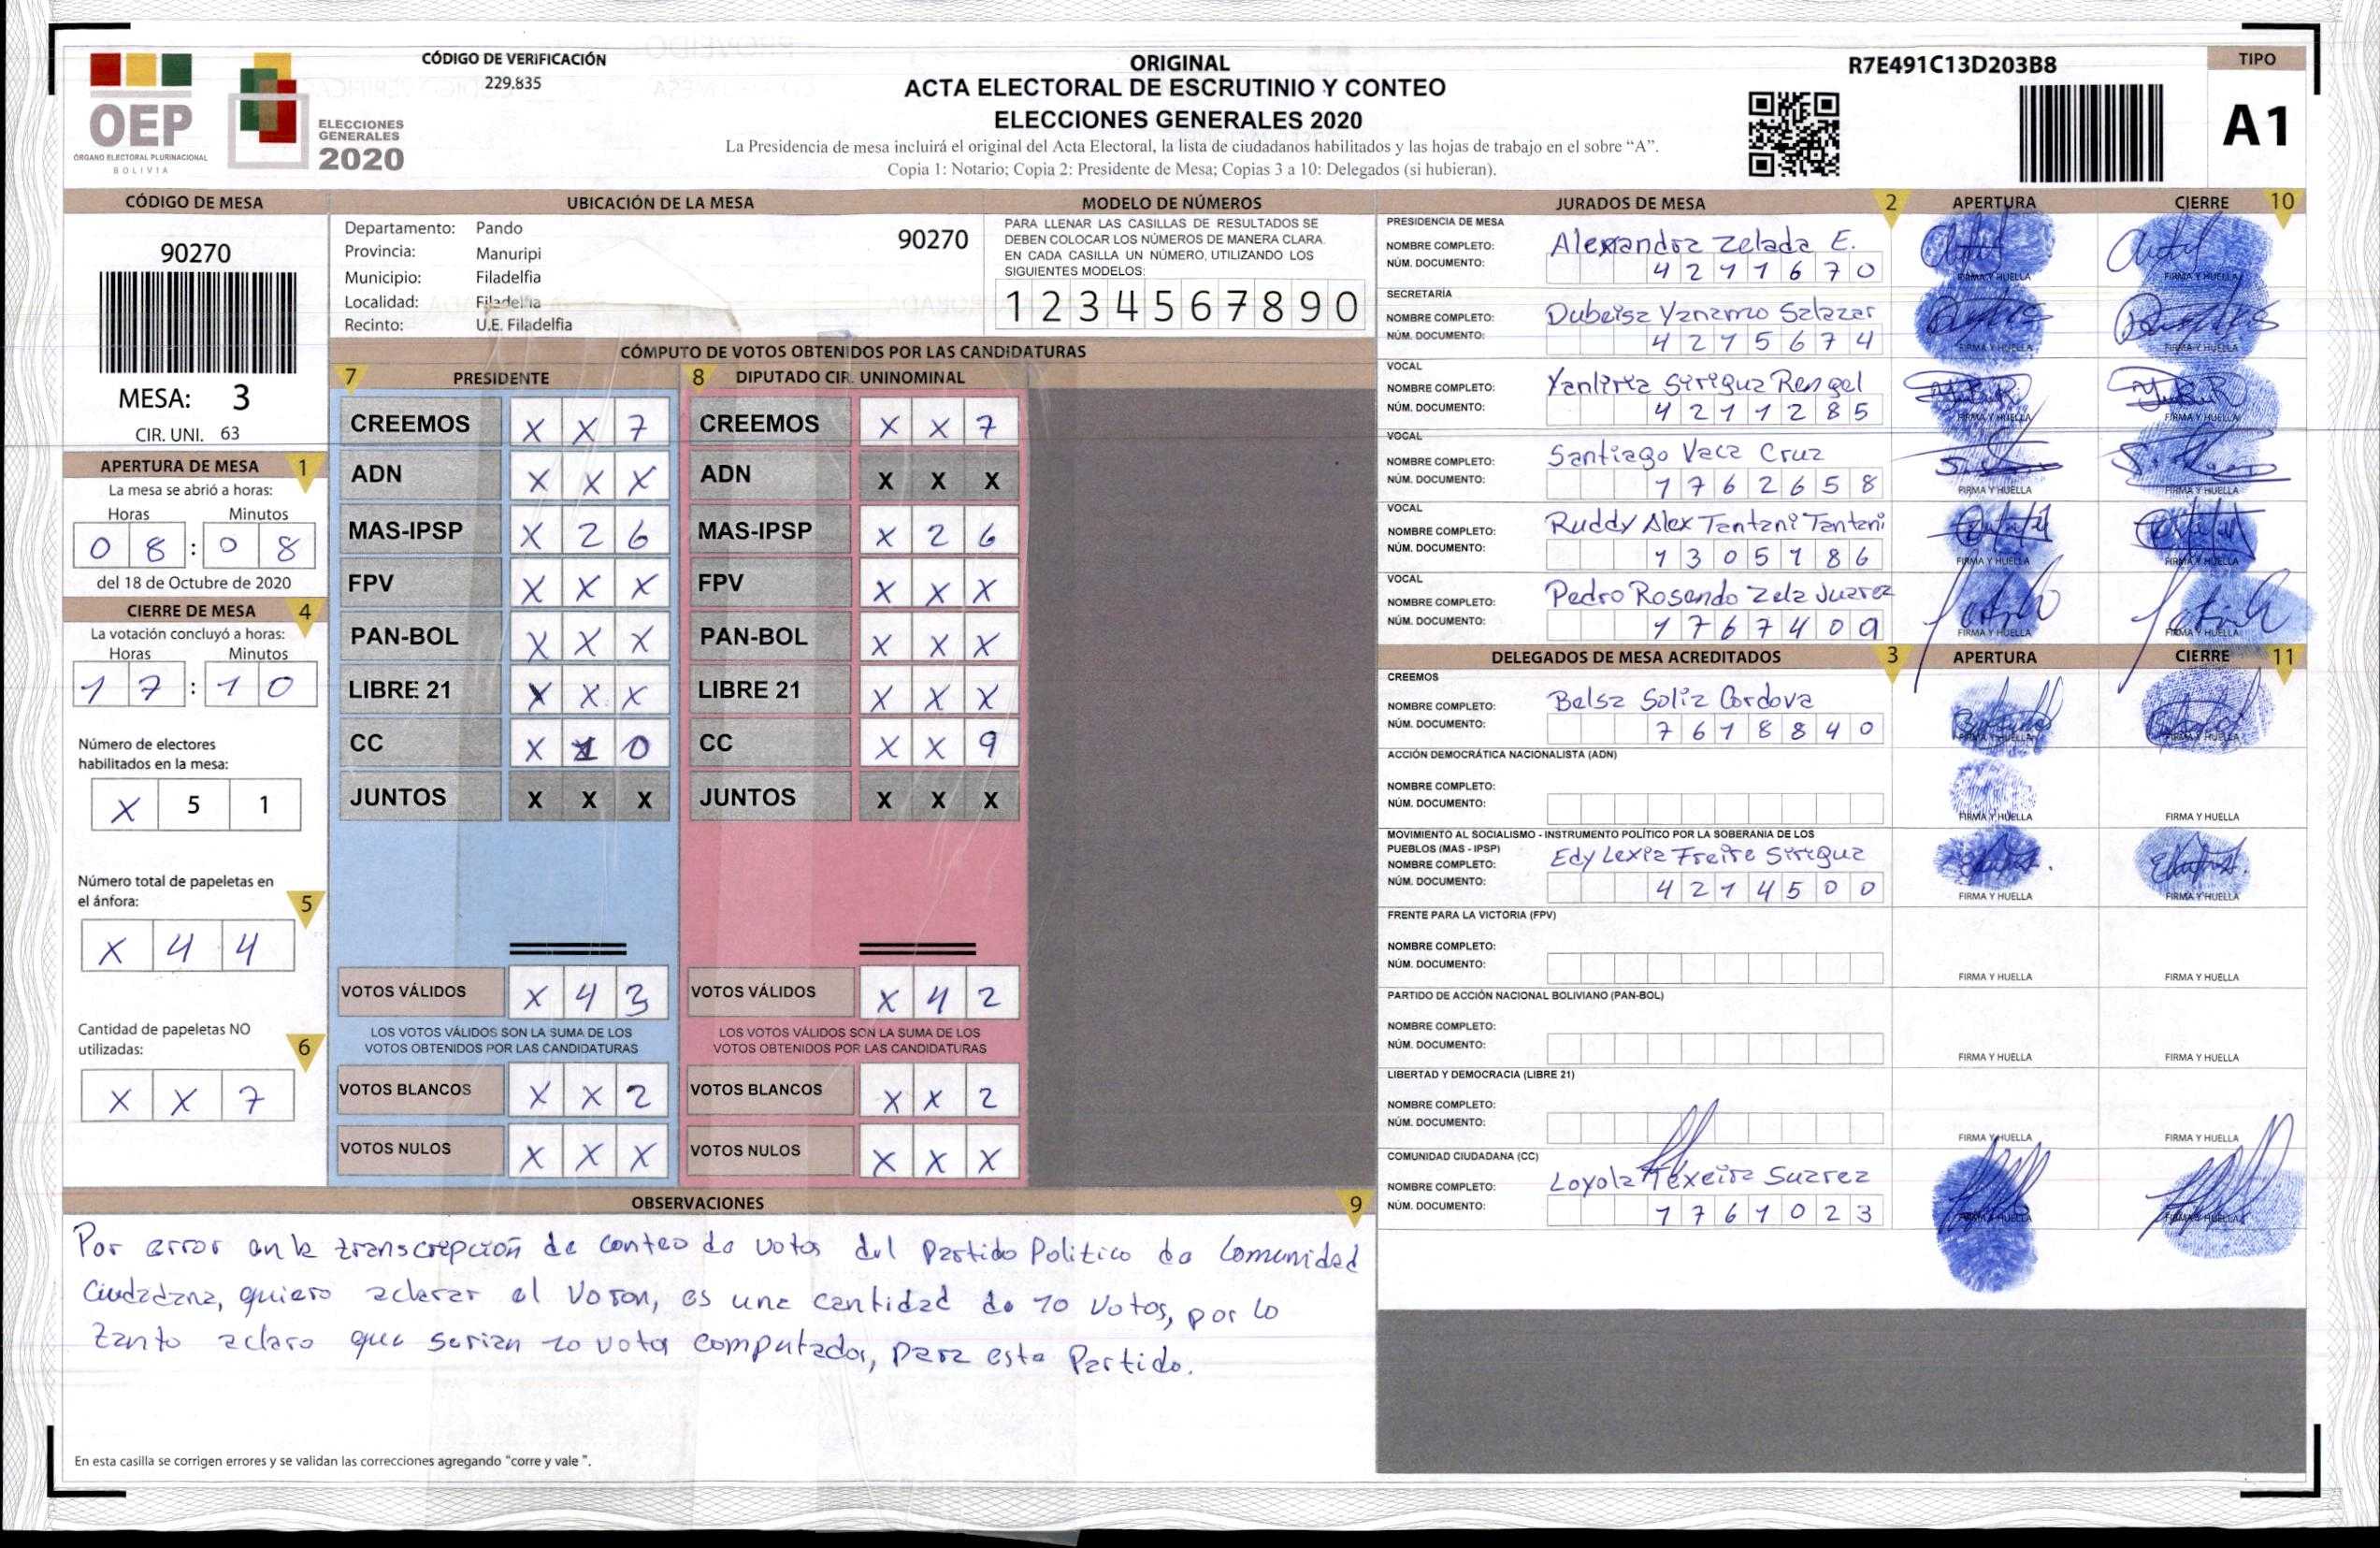 CÓDIGO DE VERIFICACIÓN
229.835
OEP
ÓRGANO ELECTORAL PLURINACIONAL
BOLIVIA
ELECCIONES
GENERALES
2020
ORIGINAL
ACTA ELECTORAL DE ESCRUTINIO Y CONTEO
ELECCIONES GENERALES 2020
La Presidencia de mesa incluirá el original del Acta Electoral, la lista de ciudadanos habilitados y las hojas de trabajo en el sobre “A”.
Copia 1: Notario; Copia 2: Presidente de Mesa; Copias 3 a 10: Delegados (si hubieran).
R7E491C13D203B8
TIPO
A1
CÓDIGO DE MESA
90270
MESA: 3
CIR. UNI. 63
APERTURA DE MESA 1
La mesa se abrió a horas:
Horas Minutos
0 8 : 0 8
del 18 de Octubre de 2020
CIERRE DE MESA 4
La votación concluyó a horas:
Horas Minutos
1 7 : 1 0
Número de electores
habilitados en la mesa:
X 5 1
Número total de papeletas en
el ánfora: 5
X 4 4
Cantidad de papeletas NO
utilizadas: 6
X X 7
UBICACIÓN DE LA MESA
Departamento: Pando
Provincia: Manuripi
Municipio: Filadelfia
Localidad: Filadelfia
Recinto: U.E. Filadelfia
90270
MODELO DE NÚMEROS
PARA LLENAR LAS CASILLAS DE RESULTADOS SE
DEBEN COLOCAR LOS NÚMEROS DE MANERA CLARA.
EN CADA CASILLA UN NÚMERO, UTILIZANDO LOS
SIGUIENTES MODELOS:
1 2 3 4 5 6 7 8 9 0
CÓMPUTO DE VOTOS OBTENIDOS POR LAS CANDIDATURAS
7 PRESIDENTE
CREEMOS X X 7
ADN X X X
MAS-IPSP X 2 6
FPV X X X
PAN-BOL X X X
LIBRE 21 X X X
CC X 1 0
JUNTOS X X X
VOTOS VÁLIDOS X 4 3
LOS VOTOS VÁLIDOS SON LA SUMA DE LOS
VOTOS OBTENIDOS POR LAS CANDIDATURAS
VOTOS BLANCOS X X 2
VOTOS NULOS X X X
8 DIPUTADO CIR. UNINOMINAL
CREEMOS X X 7
ADN X X X
MAS-IPSP X 2 6
FPV X X X
PAN-BOL X X X
LIBRE 21 X X X
CC X X 9
JUNTOS X X X
VOTOS VÁLIDOS X 4 2
LOS VOTOS VÁLIDOS SON LA SUMA DE LOS
VOTOS OBTENIDOS POR LAS CANDIDATURAS
VOTOS BLANCOS X X 2
VOTOS NULOS X X X
OBSERVACIONES 9
Por error en la transcrepción de conteo de votos del Partido Politico de Comunidad
Ciudadana, quiero aclarar el es una cantidad de 10 votos, por lo
tanto aclaro que serian 10 votos computados, para este Partido.
En esta casilla se corrigen errores y se validan las correcciones agregando “corre y vale ”.
JURADOS DE MESA 2 APERTURA CIERRE 10
PRESIDENCIA DE MESA
NOMBRE COMPLETO: Alexandra Zelada E.
NÚM. DOCUMENTO: 4 2 1 1 6 7 0
FIRMA Y HUELLA FIRMA Y HUELLA
SECRETARÍA
NOMBRE COMPLETO: Dubeisa Yanarno Salazar
NÚM. DOCUMENTO: 4 2 1 5 6 7 4
FIRMA Y HUELLA FIRMA Y HUELLA
VOCAL
NOMBRE COMPLETO: Siriqua Rengel
NÚM. DOCUMENTO: 4 2 1 1 2 8 5
FIRMA Y HUELLA FIRMA Y HUELLA
VOCAL
NOMBRE COMPLETO: Santiago Vaca Cruz
NÚM. DOCUMENTO: 1 7 6 2 6 5 8
FIRMA Y HUELLA FIRMA Y HUELLA
VOCAL
NOMBRE COMPLETO: Ruddy Alex Tantani Tantani
NÚM. DOCUMENTO: 1 3 0 5 1 8 6
FIRMA Y HUELLA FIRMA Y HUELLA
VOCAL
NOMBRE COMPLETO: Pedro Rosendo Zela Juarez
NÚM. DOCUMENTO: 1 7 6 7 4 0 9
FIRMA Y HUELLA FIRMA Y HUELLA
DELEGADOS DE MESA ACREDITADOS 3 APERTURA CIERRE 11
CREEMOS
NOMBRE COMPLETO: Belsa Soliz Cordova
NÚM. DOCUMENTO: 7 6 1 8 8 4 0
FIRMA Y HUELLA FIRMA Y HUELLA
ACCIÓN DEMOCRÁTICA NACIONALISTA (ADN)
NOMBRE COMPLETO:
NÚM. DOCUMENTO:
FIRMA Y HUELLA FIRMA Y HUELLA
MOVIMIENTO AL SOCIALISMO - INSTRUMENTO POLÍTICO POR LA SOBERANIA DE LOS
PUEBLOS (MAS - IPSP)
NOMBRE COMPLETO: Edy Lexia Freire Siriqua
NÚM. DOCUMENTO: 4 2 1 4 5 0 0
FIRMA Y HUELLA FIRMA Y HUELLA
FRENTE PARA LA VICTORIA (FPV)
NOMBRE COMPLETO:
NÚM. DOCUMENTO:
FIRMA Y HUELLA FIRMA Y HUELLA
PARTIDO DE ACCIÓN NACIONAL BOLIVIANO (PAN-BOL)
NOMBRE COMPLETO:
NÚM. DOCUMENTO:
FIRMA Y HUELLA FIRMA Y HUELLA
LIBERTAD Y DEMOCRACIA (LIBRE 21)
NOMBRE COMPLETO:
NÚM. DOCUMENTO:
FIRMA Y HUELLA FIRMA Y HUELLA
COMUNIDAD CIUDADANA (CC)
NOMBRE COMPLETO: Loyola Texeira Suarez
NÚM. DOCUMENTO: 1 7 6 1 0 2 3
FIRMA Y HUELLA FIRMA Y HUELLA